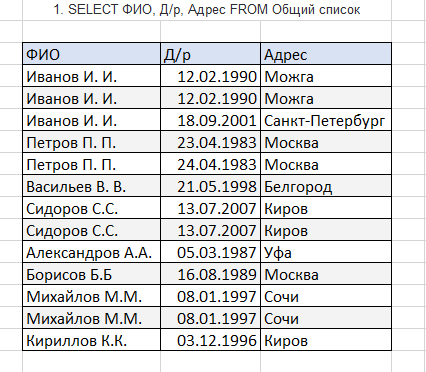 1. SELECT ФИО, Д/р, Адрес FROM Общий список
ФИО Д/р Адрес
Иванов И. И. 12.02.1990 Можга
Иванов И. И. 12.02.1990 Можга
Иванов И. И. 18.09.2001 Санкт-Петербург
Петров П. П. 23.04.1983 Москва
Петров П. П. 24.04.1983 Москва
Васильев В. В. 21.05.1998 Белгород
Сидоров С.С. 13.07.2007 Киров
Сидоров С.С. 13.07.2007 Киров
Александров А.А. 05.03.1987 Уфа
Борисов Б.Б 16.08.1989 Москва
Михайлов М.М. 08.01.1997 Сочи
Михайлов М.М. 08.01.1997 Сочи
Кириллов К.К. 03.12.1996 Киров